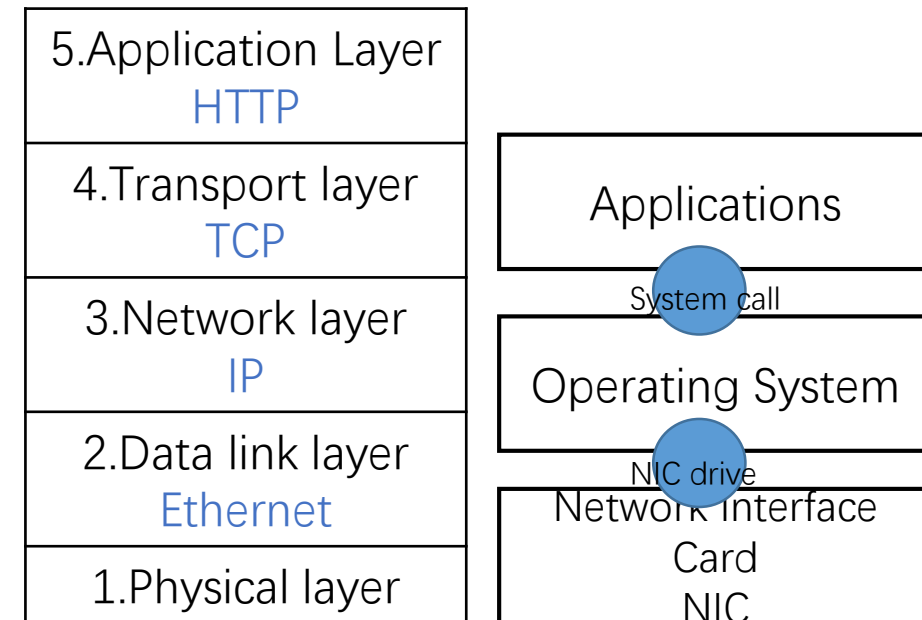 5.Application Layer
HTTP
4.Transport layer
TCP
3.Network layer
IP
2.Data link layer
Ethernet
1.Physical layer
Applications
System call
Operating System
NIC drive
Network Interface
Card
NIC